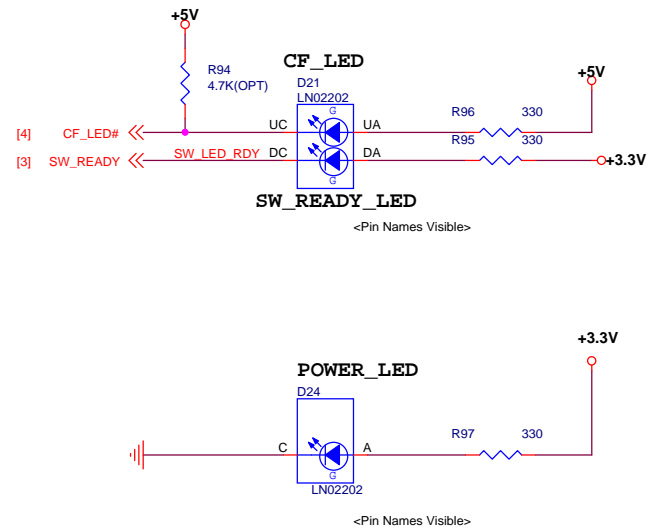 +5V
CF_LED
R94
4.7K(OPT)
D21
LN02202
+5V
G
R96 330
[4] CF_LED# UC UA
R95 330
[3] SW_READY SW_LED_RDY DC DA +3.3V
G
SW_READY_LED
<Pin Names Visible>
+3.3V
POWER_LED
D24
R97 330
C A
G
LN02202
<Pin Names Visible>